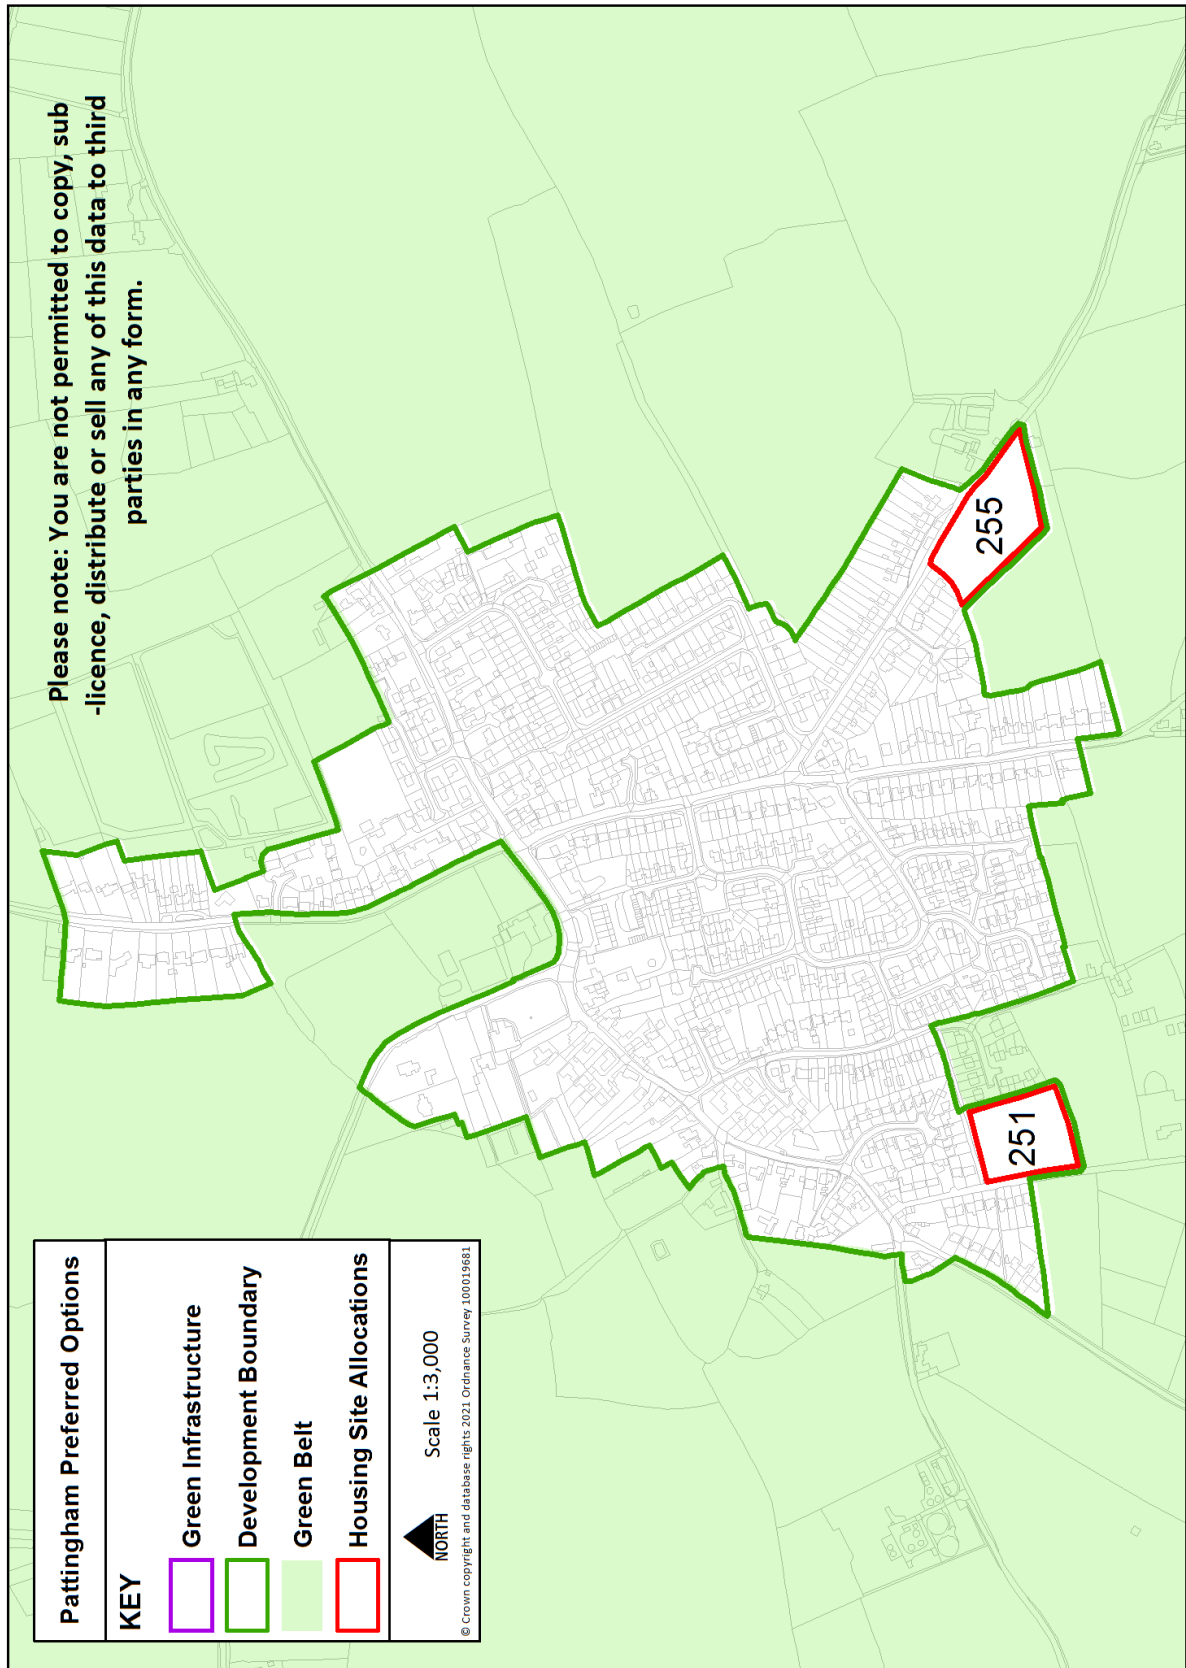 Please note: You are not permitted to copy, sub
-licence, distribute or sell any of this data to third
parties in any form.
Pattingham Preferred Options
KEY
Green Infrastructure
Development Boundary
Green Belt
Housing Site Allocations
NORTH
Scale 1:3,000
© Crown copyright and database rights 2021 Ordnance Survey 100019681
251
255